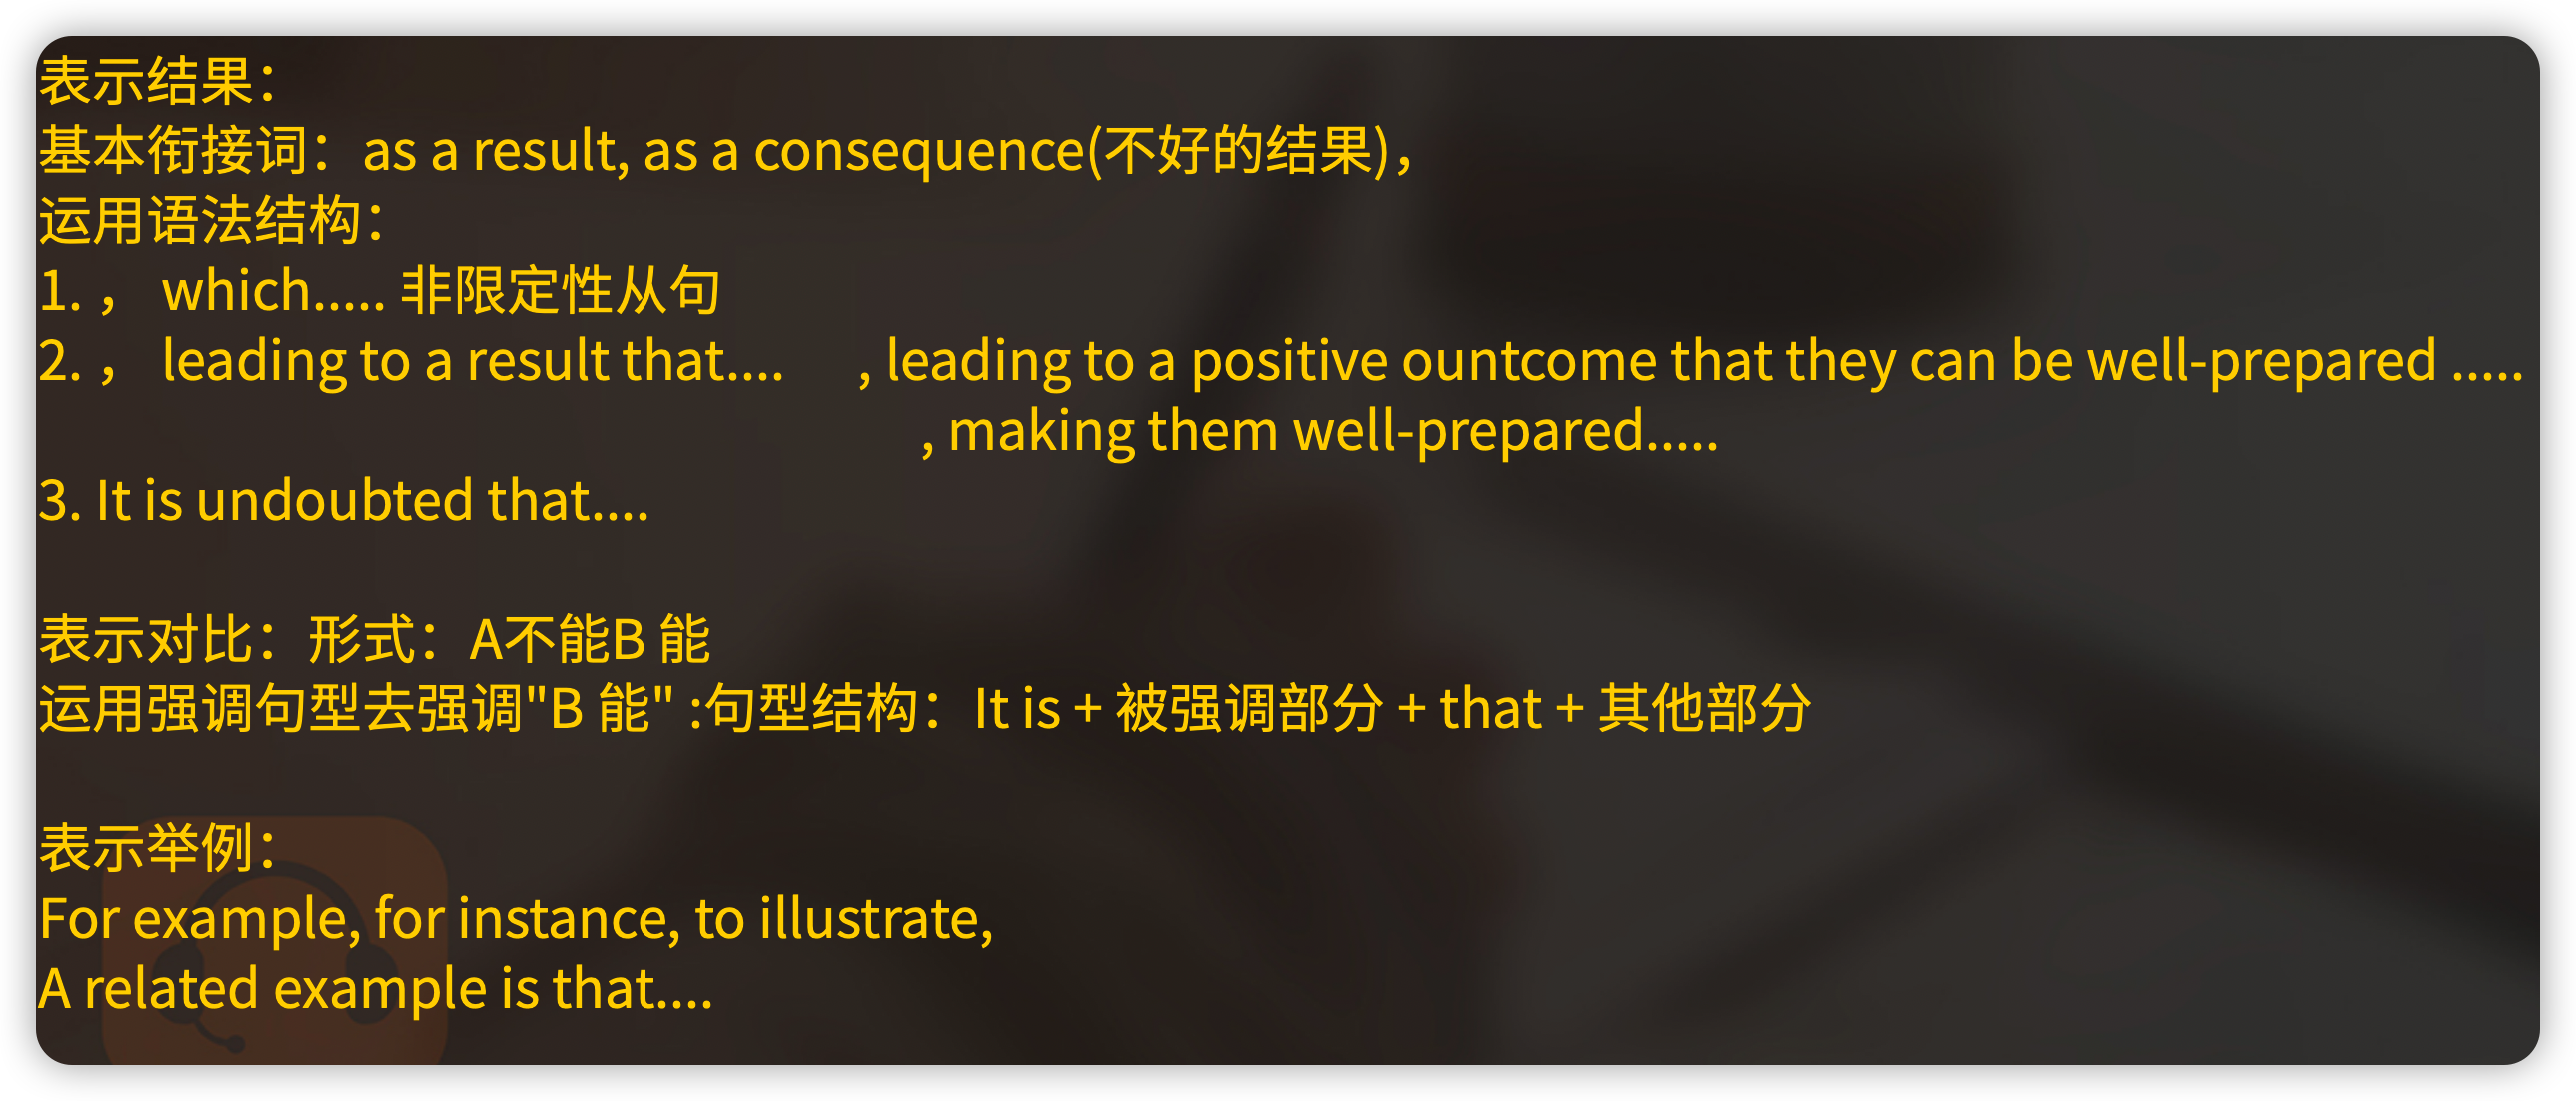 表示结果：
基本衔接词：as a result, as a consequence(不好的结果)，
运用语法结构：
1. ， which..... 非限定性从句
2. ， leading to a result that.... , leading to a positive ountcome that they can be well-prepared .....
, making them well-prepared.....
3. It is undoubted that....
表示对比：形式：A不能B 能
运用强调句型去强调"B 能" :句型结构：It is + 被强调部分 + that + 其他部分
表示举例：
For example, for instance, to illustrate,
A related example is that....